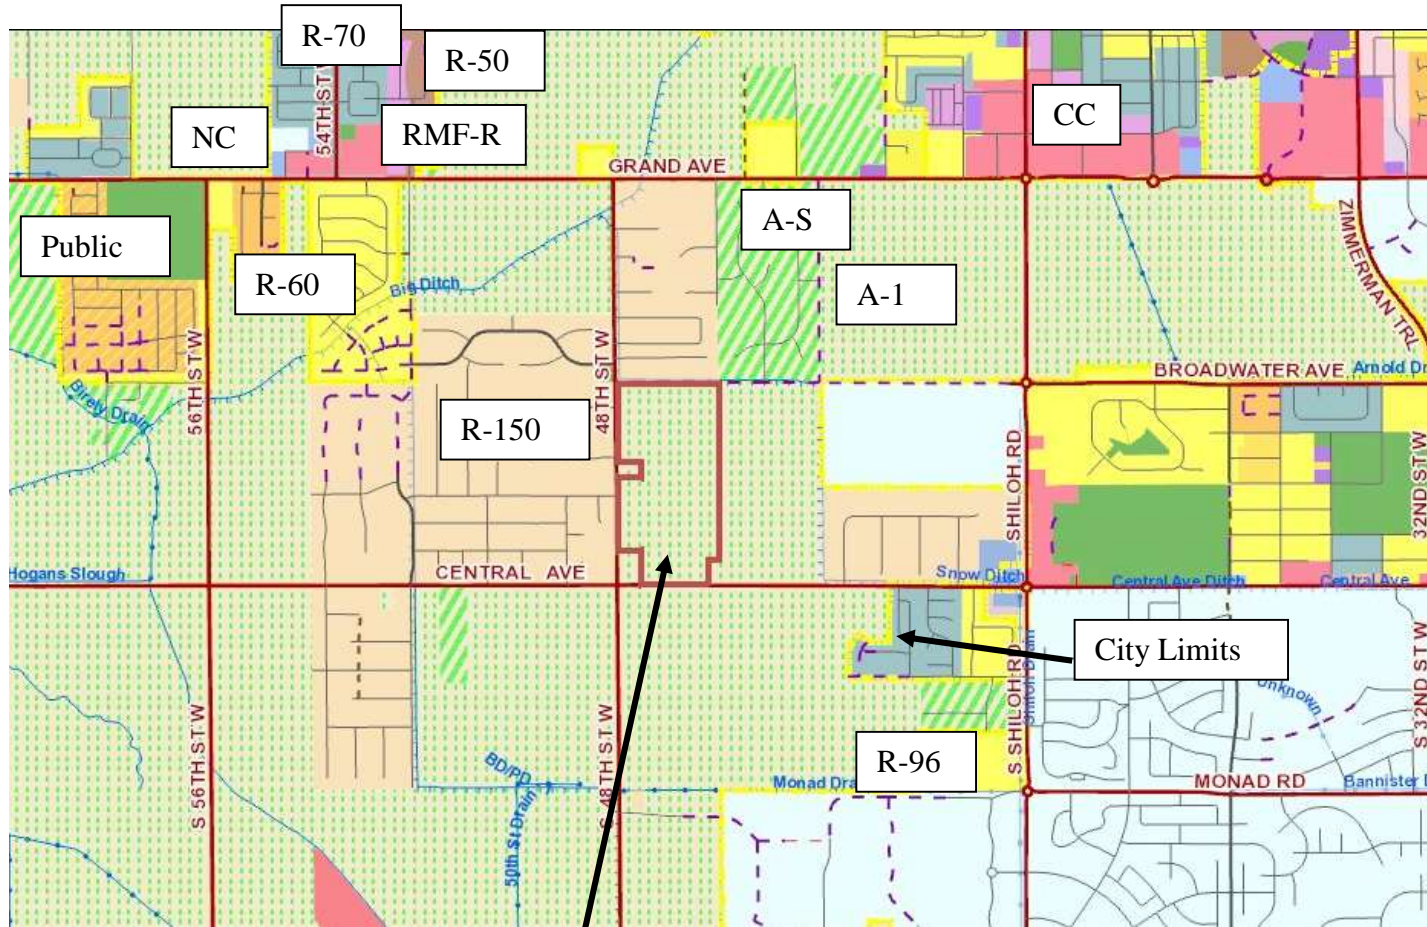 R-70
R-50
54TH ST W
NC
RMF-R
CC
GRAND AVE
Public
A-S
ZIMMERMAN TRL
R-60
Big Ditch
A-1
56TH ST W
48TH ST W
BROADWATER AVE
Birely Drain
R-150
SHILOH RD
32ND ST W
Hogans Slough
CENTRAL AVE
Snow Ditch
Central Ave Ditch
Central Ave
City Limits
Shiloh Drain
Unknown
S 56TH ST W
S 48TH ST W
S SHILOH RD
S 32ND ST W
R-96
BD/PD
Monad Dra
MONAD RD
Bannister
50th St Drain